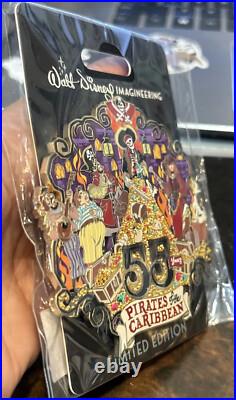 Walt Disney IMAGINEERING
55
Years
PIRATES of the
CARIBBEAN
LIMITED EDITION